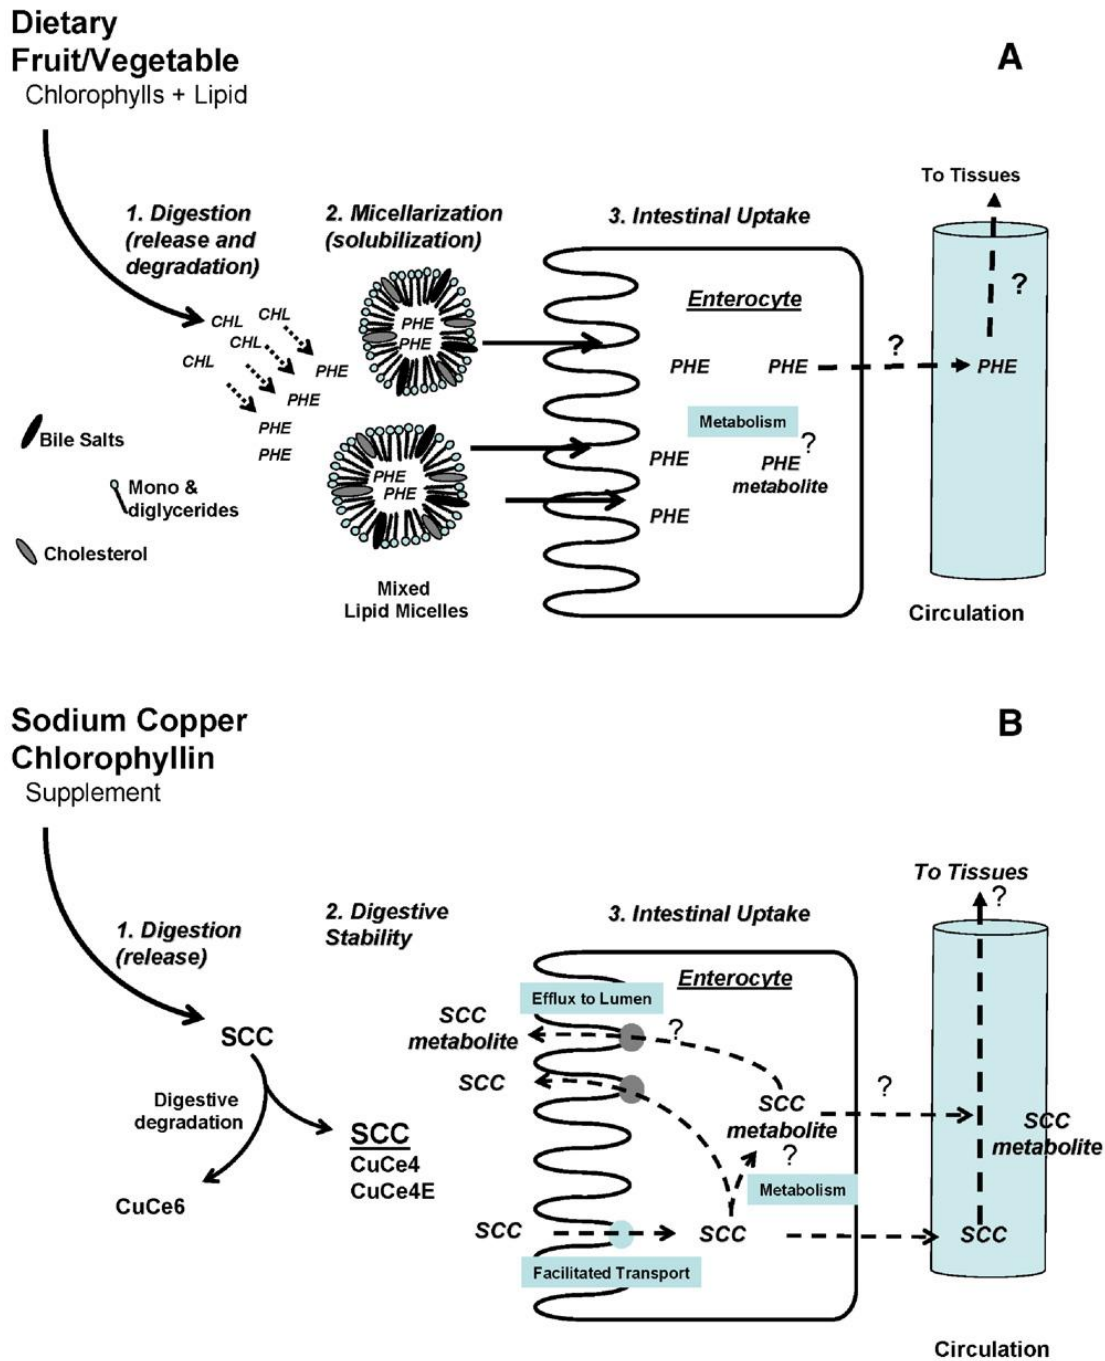 Dietary
Fruit/Vegetable
Chlorophylls + Lipid
A
To Tissues
1. Digestion
(release and
degradation)
2. Micellarization
(solubilization)
3. Intestinal Uptake
CHL
CHL
CHL
CHL
PHE
PHE
PHE
PHE
PHE
PHE
PHE
PHE
Enterocyte
PHE
PHE
?
PHE
?
Metabolism
?
PHE
PHE
metabolite
PHE
Bile Salts
Mono &
diglycerides
Cholesterol
Mixed
Lipid Micelles
Circulation
Sodium Copper
Chlorophyllin
Supplement
B
To Tissues
?
1. Digestion
(release)
2. Digestive
Stability
3. Intestinal Uptake
SCC
Digestive
degradation
CuCe6
SCC
CuCe4
CuCe4E
Efflux to Lumen
Enterocyte
SCC
metabolite
?
SCC
SCC
metabolite
?
?
Metabolism
SCC
metabolite
SCC
SCC
SCC
Facilitated Transport
Circulation